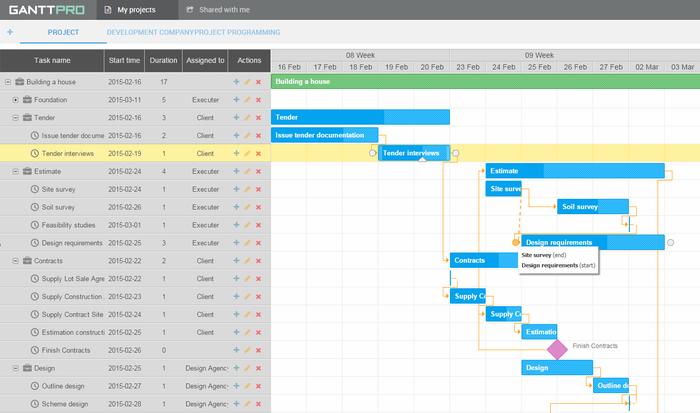 GANTTPRO My projects Shared with me
+ PROJECT DEVELOPMENT COMPANY PROJECT PROGRAMMING
Task name Start time Duration Assigned to Actions 08 Week 09 Week
16 Feb 17 Feb 18 Feb 19 Feb 20 Feb 23 Feb 24 Feb 25 Feb 26 Feb 27 Feb 02 Mar 03 Mar
Building a house 2015-02-16 17 Building a house
Foundation 2015-03-11 5 Executer
Tender 2015-02-16 3 Client Tender
Issue tender docume 2015-02-16 2 Client Issue tender documentation
Tender interviews 2015-02-19 1 Client Tender interviews
Estimate 2015-02-24 4 Executer Estimate
Site survey 2015-02-24 1 Executer Site surve
Soil survey 2015-02-26 1 Executer Soil survey
Feasibility studies 2015-03-01 1 Executer
Design requirements 2015-02-25 3 Executer Design requirements
Site survey (end)
Design requirements (start)
Contracts 2015-02-22 2 Client Contracts
Supply Lot Sale Agre 2015-02-22 1 Client
Supply Construction 2015-02-23 1 Client Supply Co
Supply Contract Site 2015-02-24 1 Client Supply Co
Estimation constructi 2015-02-25 1 Client Estimatio
Finish Contracts 2015-02-26 0 Finish Contracts
Design 2015-02-25 1 Design Agenc Design
Outline design 2015-02-27 1 Design Agenc Outline d
Scheme design 2015-02-28 1 Design Agenc